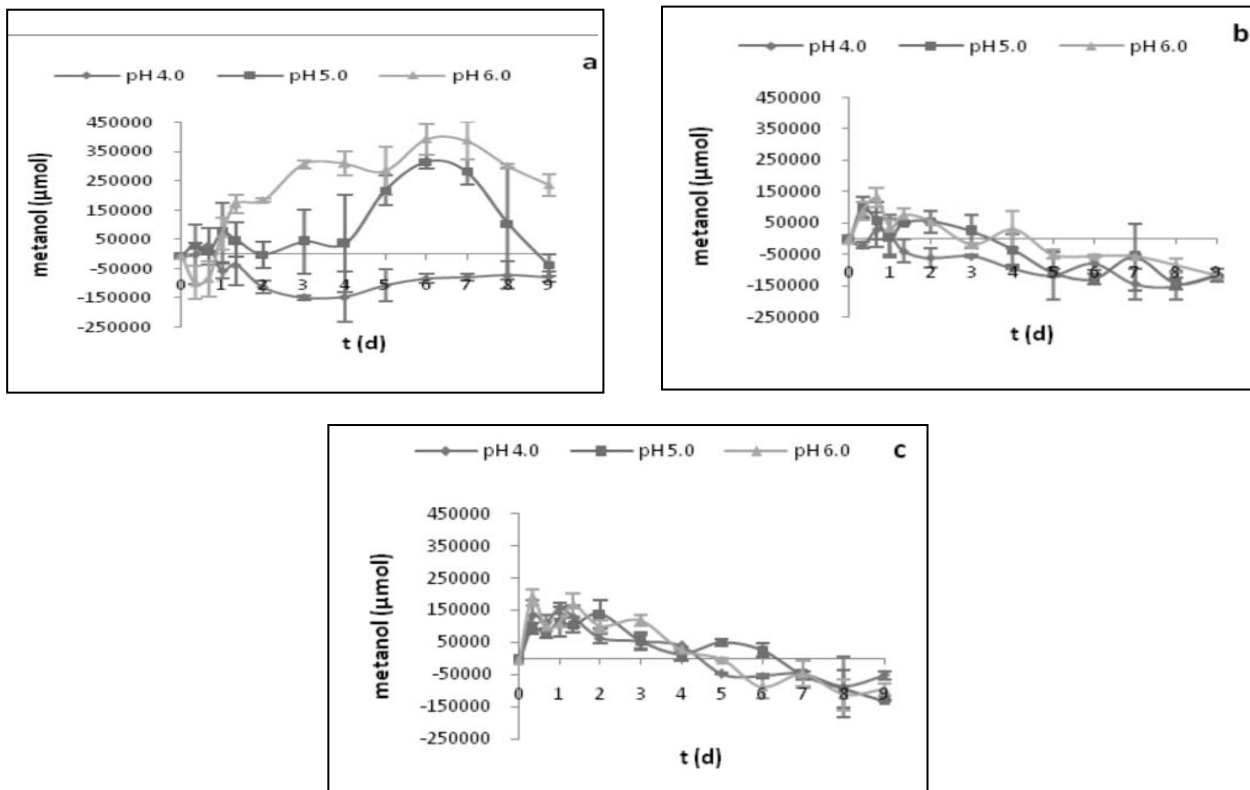 a
pH 4.0 pH 5.0 pH 6.0
450000
350000
250000
150000
50000
-50000
-150000
-250000
metanol (µmol)
0 1 2 3 4 5 6 7 8 9
t (d)
b
pH 4.0 pH 5.0 pH 6.0
450000
350000
250000
150000
50000
-50000
-150000
-250000
metanol (µmol)
0 1 2 3 4 5 6 7 8 9
t (d)
c
pH 4.0 pH 5.0 pH 6.0
450000
350000
250000
150000
50000
-50000
-150000
-250000
metanol (µmol)
0 1 2 3 4 5 6 7 8 9
t (d)